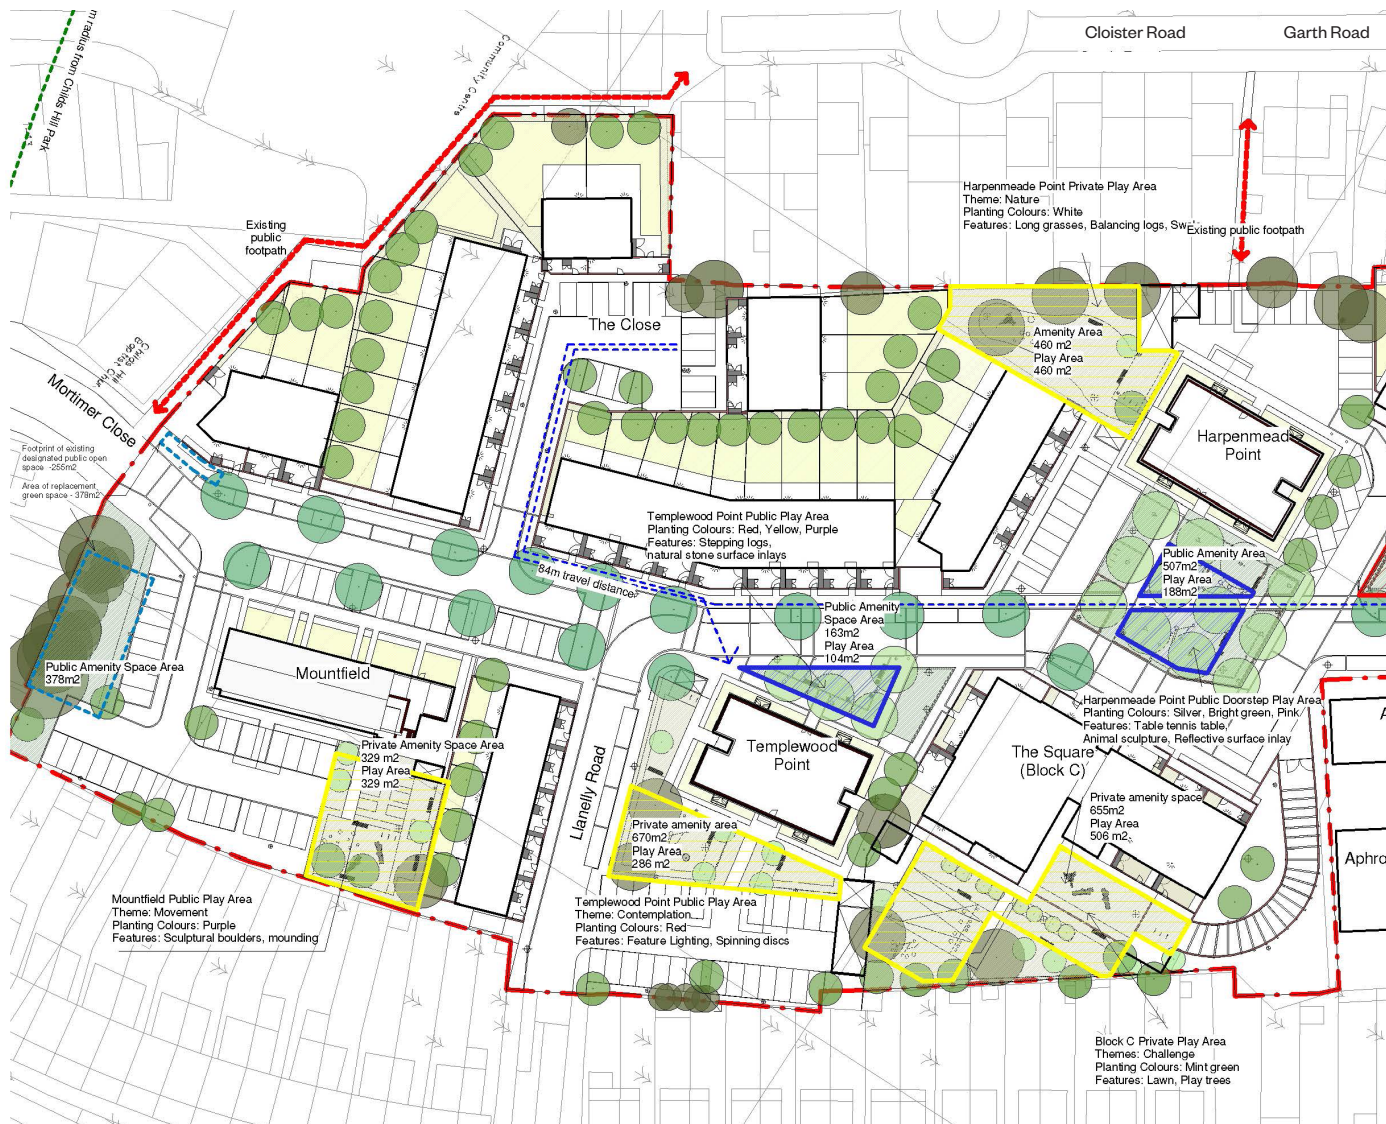 Cloister Road
Garth Road
m radius from Childs Hill Park
Community Centre
Harpenmeade Point Private Play Area
Theme: Nature
Planting Colours: White
Features: Long grasses, Balancing logs,
Existing public footpath
Existing
public
footpath
The Close
Amenity Area
460 m2
Play Area
460 m2
Childs Hill
Baptist
Mortimer Close
Harpenmeade
Point
Footprint of existing
designated public open
space -255m2
Area of replacement
green space - 378m2
Templewood Point Public Play Area
Planting Colours: Red, Yellow, Purple
Features: Stepping logs,
natural stone surface inlays
84m travel distance
Public Amenity Area
507m2
Play Area
188m2
Public Amenity
Space Area
163m2
Play Area
104m2
Public Amenity Space Area
378m2
Mountfield
Harpenmeade Point Public Doorstep Play Area
Planting Colours: Silver, Bright green, Pink
Features: Table tennis table,
Animal sculpture, Reflective surface inlay
Private Amenity Space Area
329 m2
Play Area
329 m2
Templewood
Point
The Square
(Block C)
Llanelly Road
Private amenity space
655m2
Play Area
506 m2
Private amenity area
670m2
Play Area
286 m2
Mountfield Public Play Area
Theme: Movement
Planting Colours: Purple
Features: Sculptural boulders, mounding
Templewood Point Public Play Area
Theme: Contemplation
Planting Colours: Red
Features: Feature Lighting, Spinning discs
Aphro
Block C Private Play Area
Themes: Challenge
Planting Colours: Mint green
Features: Lawn, Play trees